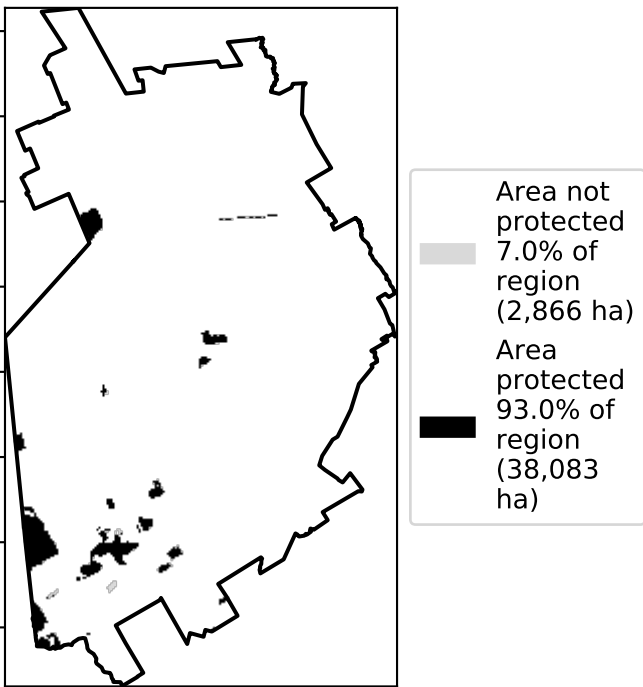 Area not
protected
7.0% of
region
(2,866 ha)
Area
protected
93.0% of
region
(38,083
ha)